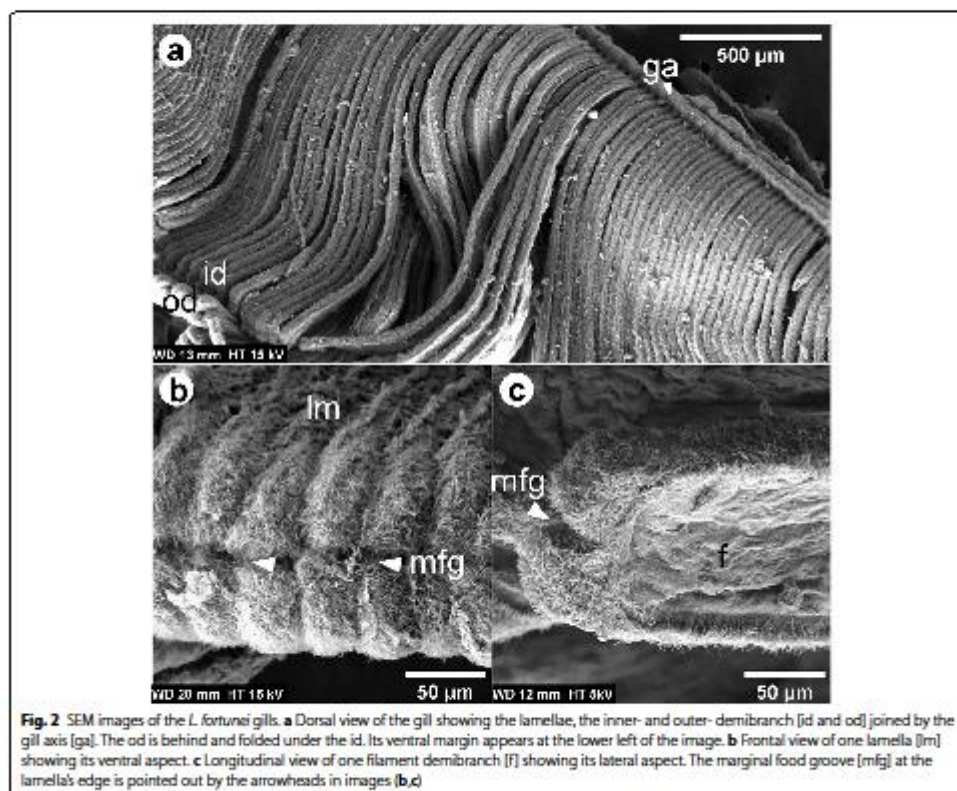 a
500 µm
ga
id
od
WD 13 mm HT 15 kV
b
lm
mfg
WD 20 mm HT 15 kV
50 µm
c
mfg
f
WD 12 mm HT 5kV
50 µm
Fig. 2 SEM images of the L. fortunei gills. a Dorsal view of the gill showing the lamellae, the inner- and outer- demibranch [id and od] joined by the
gill axis [ga]. The od is behind and folded under the id. Its ventral margin appears at the lower left of the image. b Frontal view of one lamella [lm]
showing its ventral aspect. c Longitudinal view of one filament demibranch [f] showing its lateral aspect. The marginal food groove [mfg] at the
lamella's edge is pointed out by the arrowheads in images (b,c)